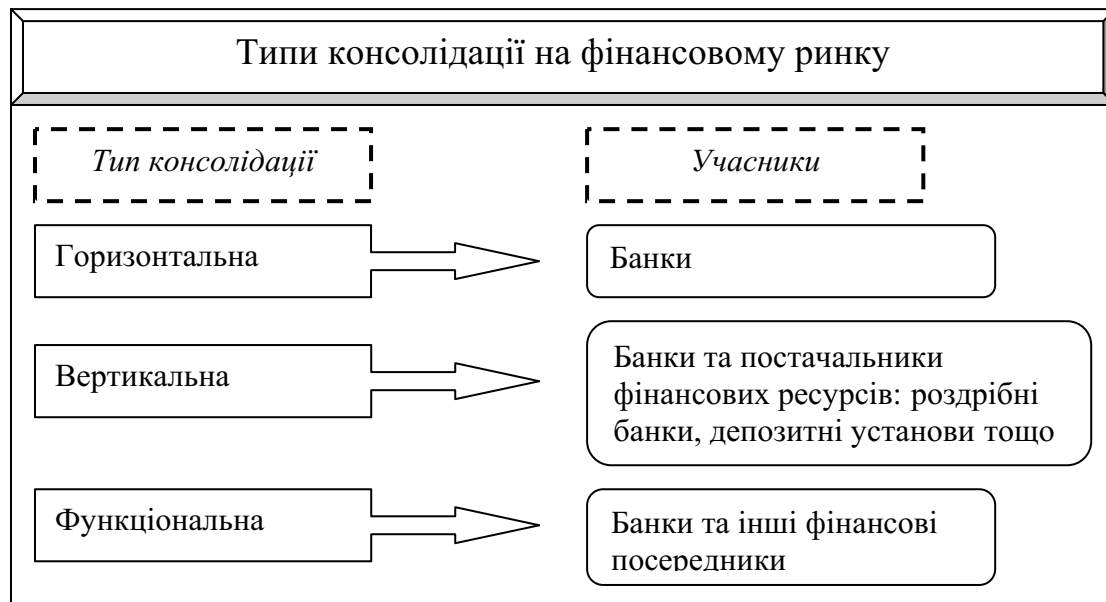 Типи консолідації на фінансовому ринку
Тип консолідації
Учасники
Горизонтальна
Банки
Вертикальна
Банки та постачальники
фінансових ресурсів: роздрібні
банки, депозитні установи тощо
Функціональна
Банки та інші фінансові
посередники